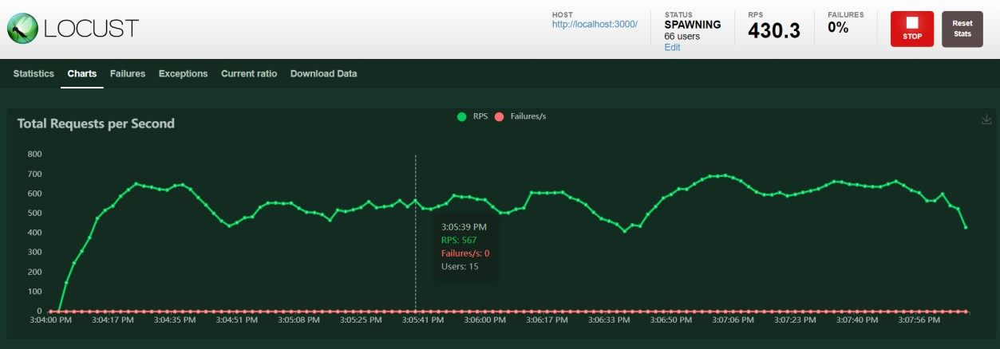 LOCUST
HOST
http://localhost:3000/
STATUS
SPAWNING
66 users
Edit
RPS
430.3
FAILURES
0%
STOP
Reset
Stats
Statistics Charts Failures Exceptions Current ratio Download Data
Total Requests per Second
RPS Failures/s
800
700
600
500
400
300
200
100
0
3:05:39 PM
RPS: 567
Failures/s: 0
Users: 15
3:04:00 PM 3:04:17 PM 3:04:35 PM 3:04:51 PM 3:05:08 PM 3:05:25 PM 3:05:41 PM 3:06:00 PM 3:06:17 PM 3:06:33 PM 3:06:50 PM 3:07:06 PM 3:07:23 PM 3:07:40 PM 3:07:56 PM